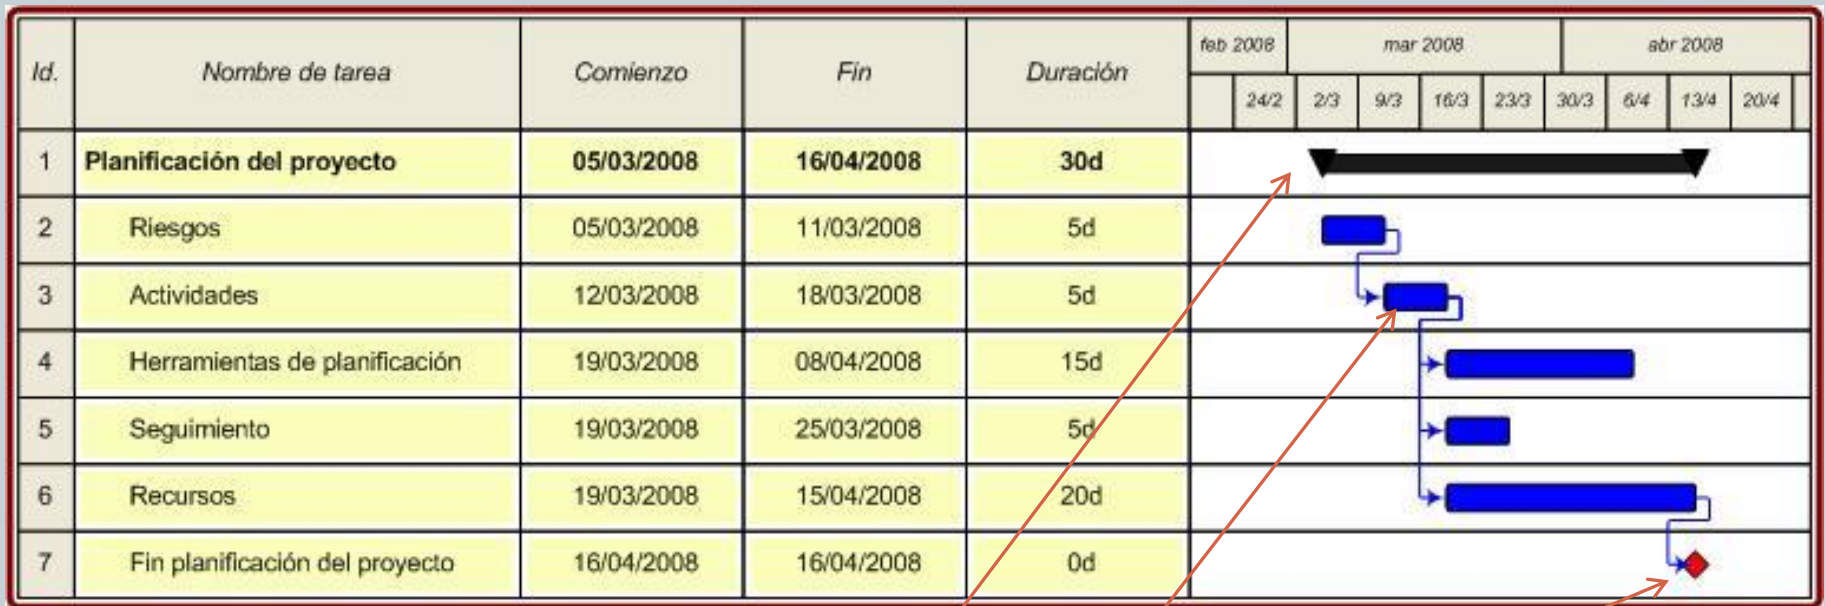 Id. Nombre de tarea Comienzo Fin Duración feb 2008 mar 2008 abr 2008
24/2 2/3 9/3 16/3 23/3 30/3 6/4 13/4 20/4
1 Planificación del proyecto 05/03/2008 16/04/2008 30d
2 Riesgos 05/03/2008 11/03/2008 5d
3 Actividades 12/03/2008 18/03/2008 5d
4 Herramientas de planificación 19/03/2008 08/04/2008 15d
5 Seguimiento 19/03/2008 25/03/2008 5d
6 Recursos 19/03/2008 15/04/2008 20d
7 Fin planificación del proyecto 16/04/2008 16/04/2008 0d